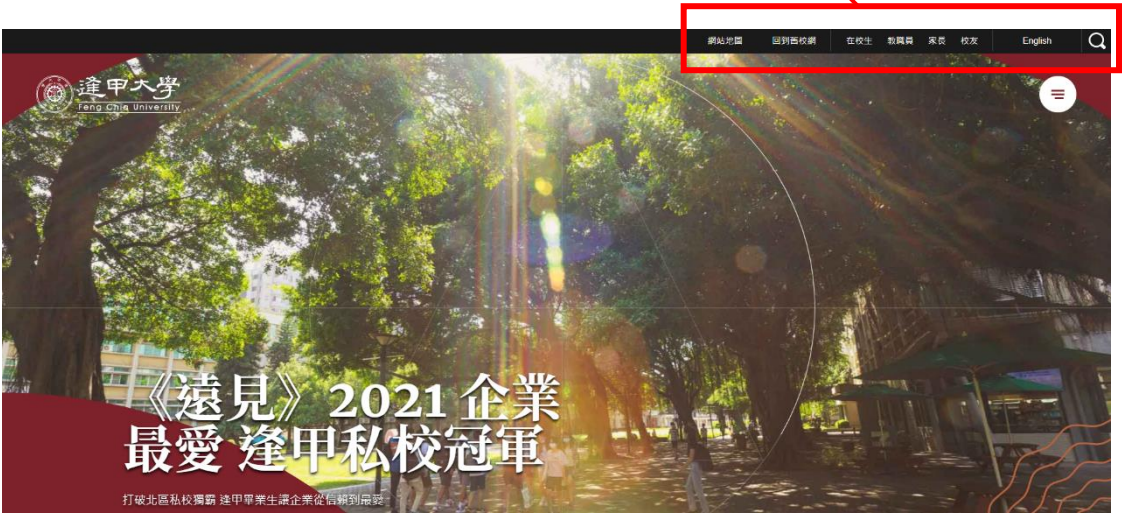 網站地圖 回到舊校網 在校生 教職員 家長 校友 English
逢甲大學
Feng Chia University
《遠見》2021 企業
最愛 逢甲私校冠軍
打破北區私校獨霸 逢甲畢業生讓企業從信賴到最愛